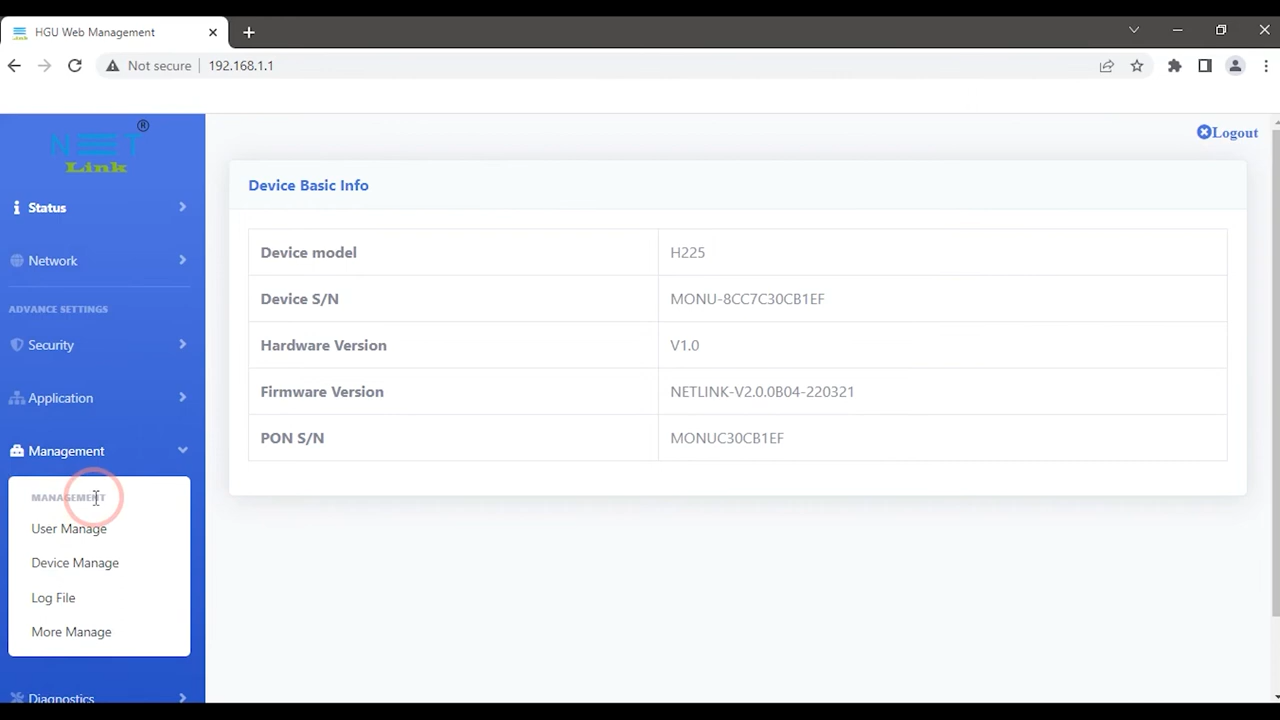 HGU Web Management
Not secure
192.168.1.1
NET
Link
®
Status
Network
ADVANCE SETTINGS
Security
Application
Management
MANAGEMENT
User Manage
Device Manage
Log File
More Manage
Diagnostics
Logout
Device Basic Info
Device model H225
Device S/N MONU-8CC7C30CB1EF
Hardware Version V1.0
Firmware Version NETLINK-V2.0.0B04-220321
PON S/N MONUC30CB1EF